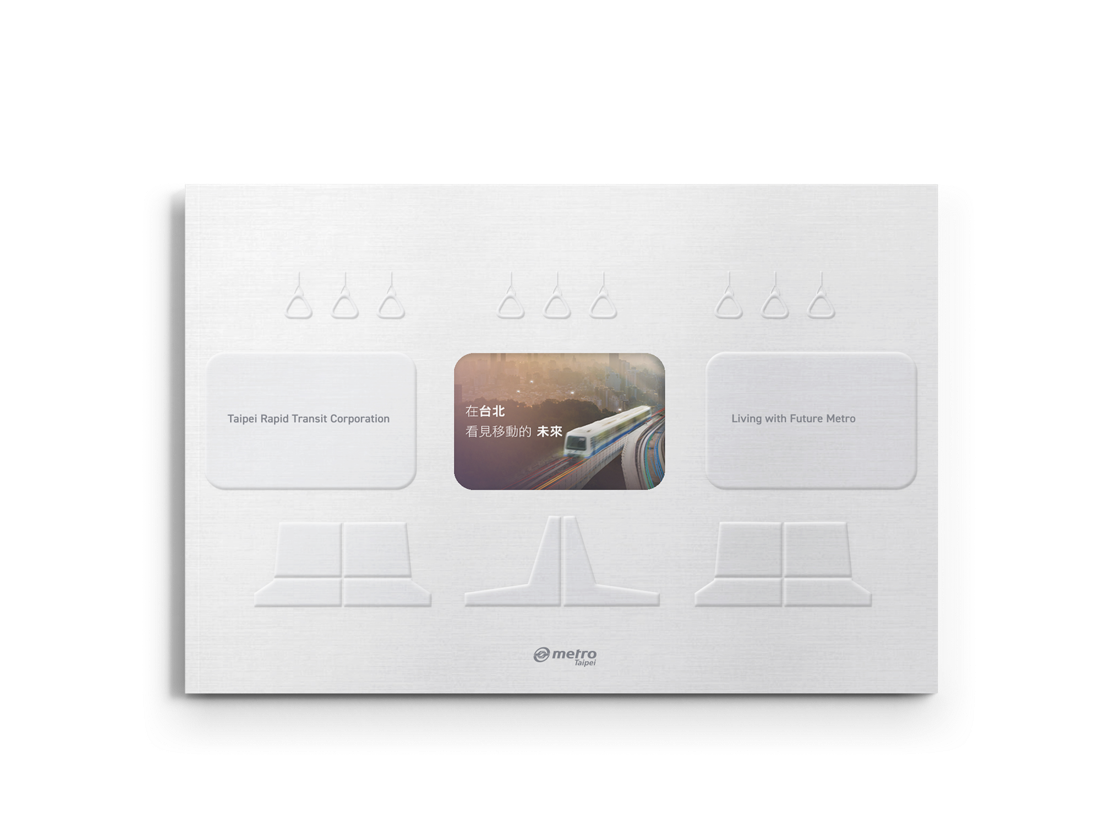 Taipei Rapid Transit Corporation
在台北
看見移動的 未來
Living with Future Metro
metro
Taipei